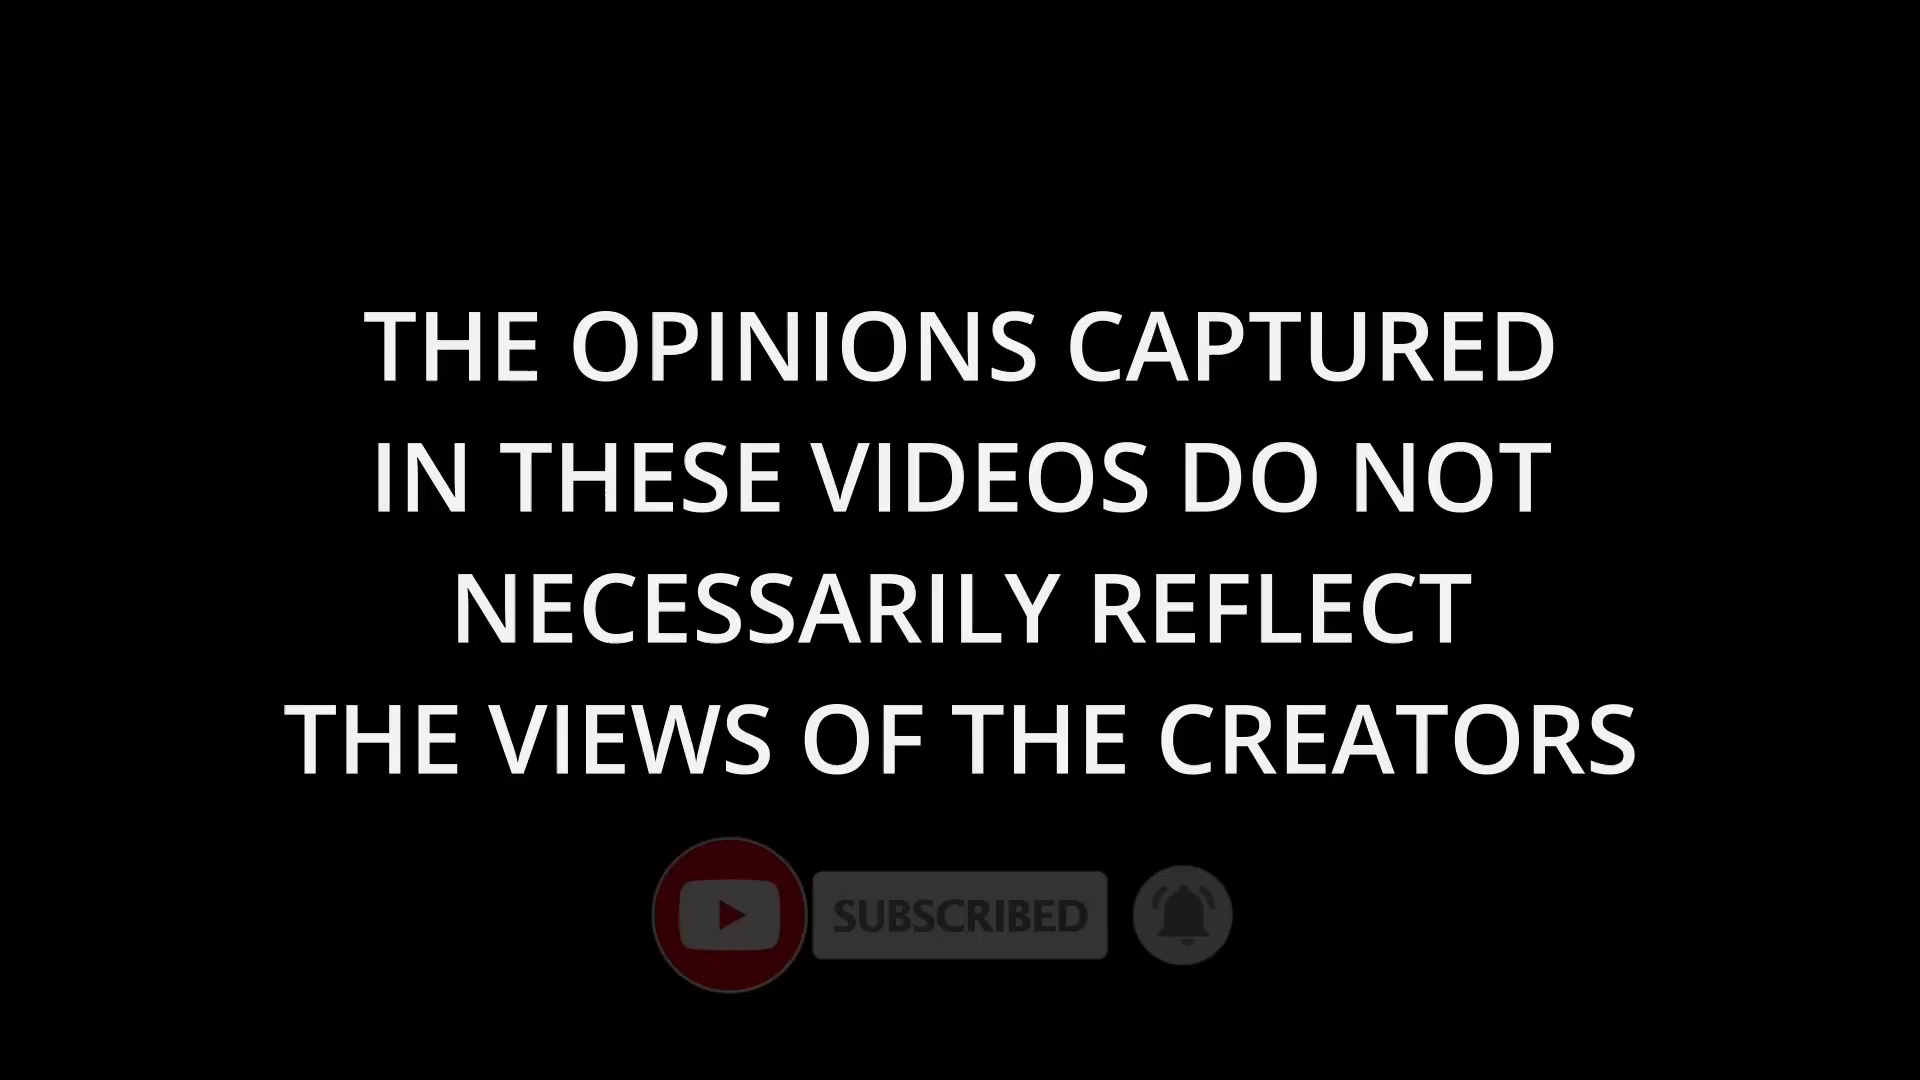 THE OPINIONS CAPTURED
IN THESE VIDEOS DO NOT
NECESSARILY REFLECT
THE VIEWS OF THE CREATORS
SUBSCRIBED